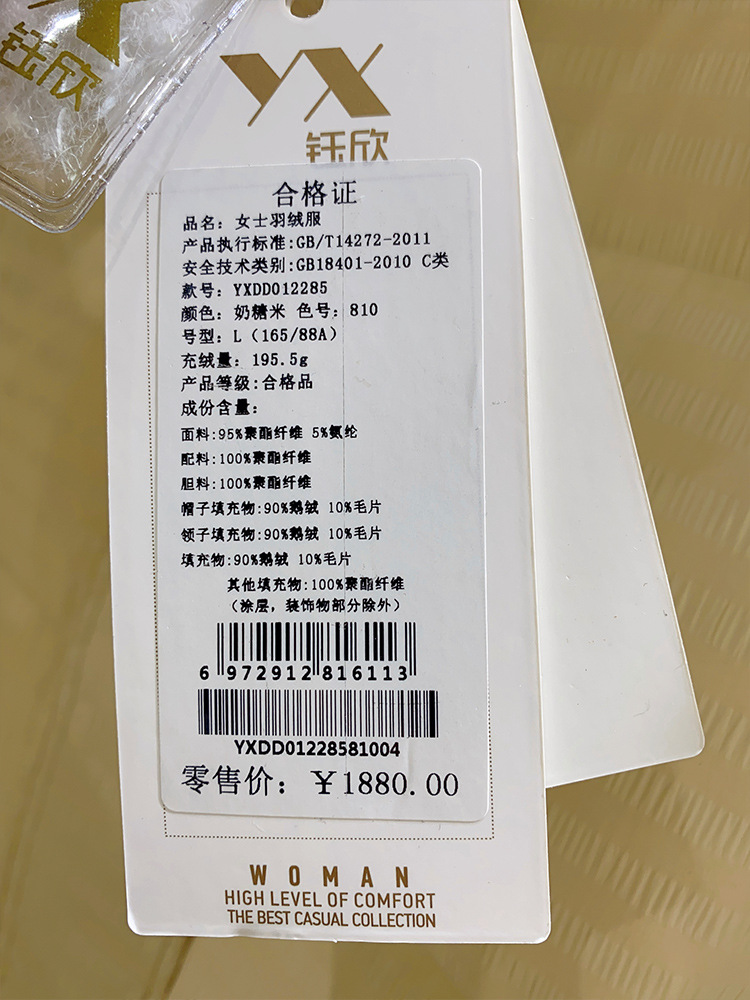 钰欣
YX
钰欣
合格证
品名：女士羽绒服
产品执行标准:GB/T14272-2011
安全技术类别:GB18401-2010 C类
款号：YXDD012285
颜色：奶糖米 色号：810
号型：L（165/88A）
充绒量：195.5g
产品等级:合格品
成份含量：
面料:95%聚酯纤维 5%氨纶
配料:100%聚酯纤维
胆料:100%聚酯纤维
帽子填充物:90%鹅绒 10%毛片
领子填充物:90%鹅绒 10%毛片
填充物:90%鹅绒 10%毛片
其他填充物:100%聚酯纤维
（涂层，装饰物部分除外）
6 972912 816113
YXDD01228581004
零售价：￥1880.00
WOMAN
HIGH LEVEL OF COMFORT
THE BEST CASUAL COLLECTION